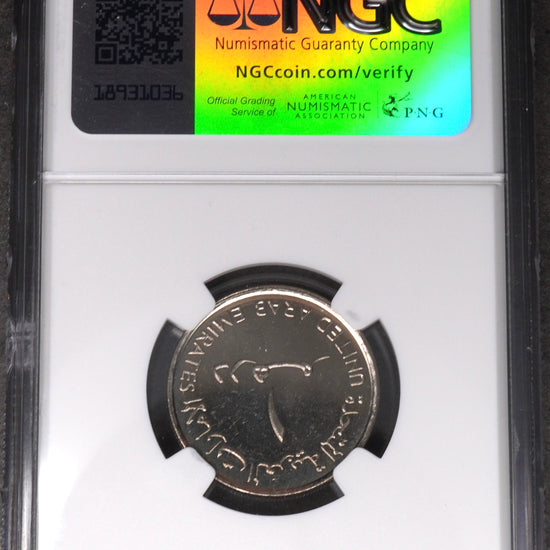 NGC
Numismatic Guaranty Company
NGCcoin.com/verify
18931036
Official Grading
Service of
AMERICAN
NUMISMATIC
ASSOCIATION
PNG
UNITED ARAB EMIRATES
١